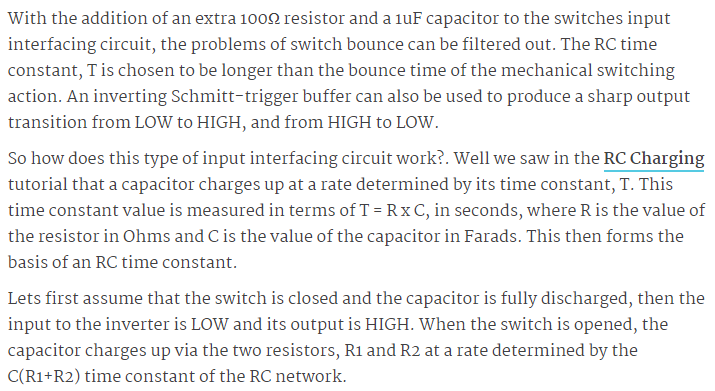 With the addition of an extra 100Ω resistor and a 1uF capacitor to the switches input
interfacing circuit, the problems of switch bounce can be filtered out. The RC time
constant, T is chosen to be longer than the bounce time of the mechanical switching
action. An inverting Schmitt-trigger buffer can also be used to produce a sharp output
transition from LOW to HIGH, and from HIGH to LOW.
So how does this type of input interfacing circuit work?. Well we saw in the RC Charging
tutorial that a capacitor charges up at a rate determined by its time constant, T. This
time constant value is measured in terms of T = R x C, in seconds, where R is the value of
the resistor in Ohms and C is the value of the capacitor in Farads. This then forms the
basis of an RC time constant.
Lets first assume that the switch is closed and the capacitor is fully discharged, then the
input to the inverter is LOW and its output is HIGH. When the switch is opened, the
capacitor charges up via the two resistors, R1 and R2 at a rate determined by the
C(R1+R2) time constant of the RC network.